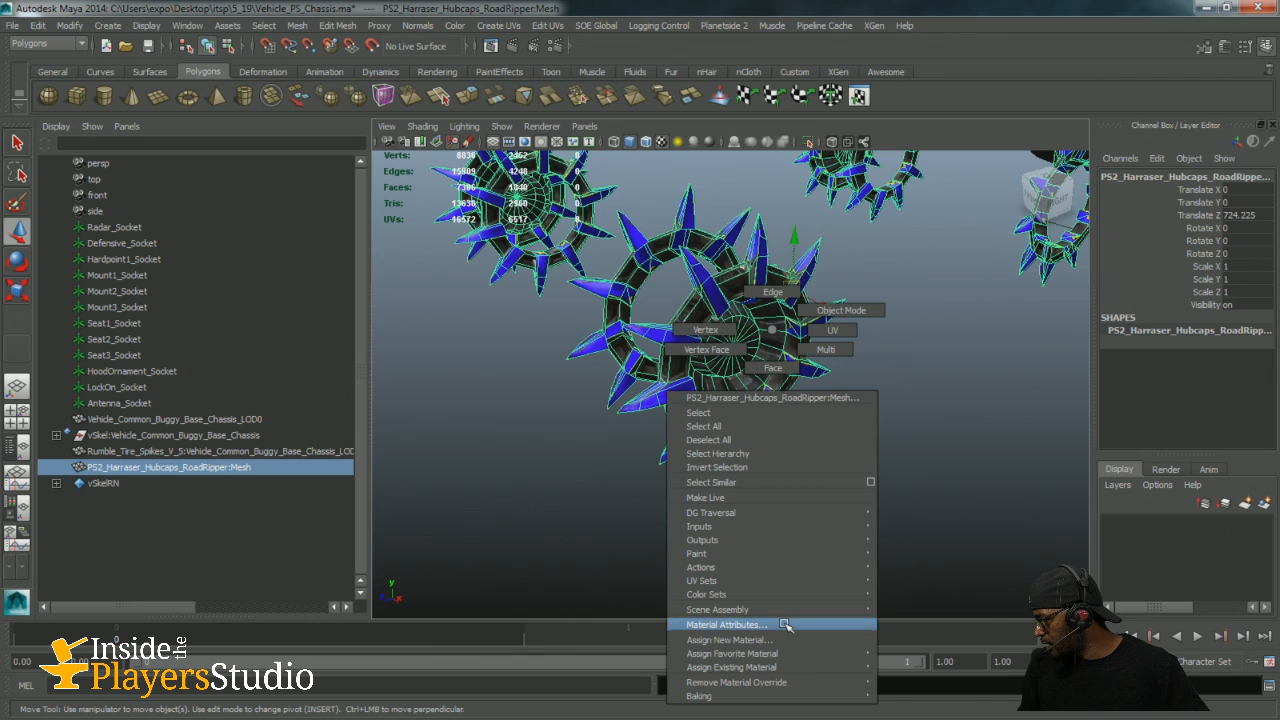 Autodesk Maya 2014: C:\Users\expo\Desktop\tsp\5_19\Vehicle_PS_Chassis.ma* --- PS2_Harraser_Hubcaps_RoadRipper:Mesh
File Edit Modify Create Display Window Assets Select Mesh Edit Mesh Proxy Normals Color Create UVs Edit UVs SOE Global Logging Control Planetside 2 Muscle Pipeline Cache XGen Help
Polygons
No Live Surface
General Curves Surfaces Polygons Deformation Animation Dynamics Rendering PaintEffects Toon Muscle Fluids Fur nHair nCloth Custom XGen Awesome
Display Show Panels
View Shading Lighting Show Renderer Panels
Channel Box / Layer Editor
Channels Edit Object Show
persp
top
front
side
Radar_Socket
Defensive_Socket
Hardpoint1_Socket
Mount1_Socket
Mount2_Socket
Mount3_Socket
Seat1_Socket
Seat2_Socket
Seat3_Socket
HoodOrnament_Socket
LockOn_Socket
Antenna_Socket
Vehicle_Common_Buggy_Base_Chassis_LOD0
vSkel:Vehicle_Common_Buggy_Base_Chassis
Rumble_Tire_Spikes_V_5:Vehicle_Common_Buggy_Base_Chassis_LOD
PS2_Harraser_Hubcaps_RoadRipper:Mesh
vSkelRN
Verts: 8836 2452 6
Edges: 15809 4248 0
Faces: 7306 1840 0
Tris: 13630 2960 0
UVs: 16572 6517 0
Edge
Object Mode
Vertex
UV
Vertex Face
Multi
Face
PS2_Harraser_Hubcaps_RoadRipper:Mesh...
Select
Select All
Deselect All
Select Hierarchy
Invert Selection
Select Similar
Make Live
DG Traversal
Inputs
Outputs
Paint
Actions
UV Sets
Color Sets
Scene Assembly
Material Attributes...
Assign New Material...
Assign Favorite Material
Assign Existing Material
Remove Material Override
Baking
PS2_Harraser_Hubcaps_RoadRipper:...
Translate X 0
Translate Y 0
Translate Z 724.225
Rotate X 0
Rotate Y 0
Rotate Z 0
Scale X 1
Scale Y 1
Scale Z 1
Visibility on
SHAPES
PS2_Harraser_Hubcaps_RoadRipp...
Display Render Anim
Layers Options Help
y
x
0
1
0.00
0
1
1.00
1.00
Character Set
MEL
Inside the
PlayersStudio
Move Tool: Use manipulator to move object(s). Use edit mode to change pivot (INSERT). Ctrl+LMB to move perpendicular.